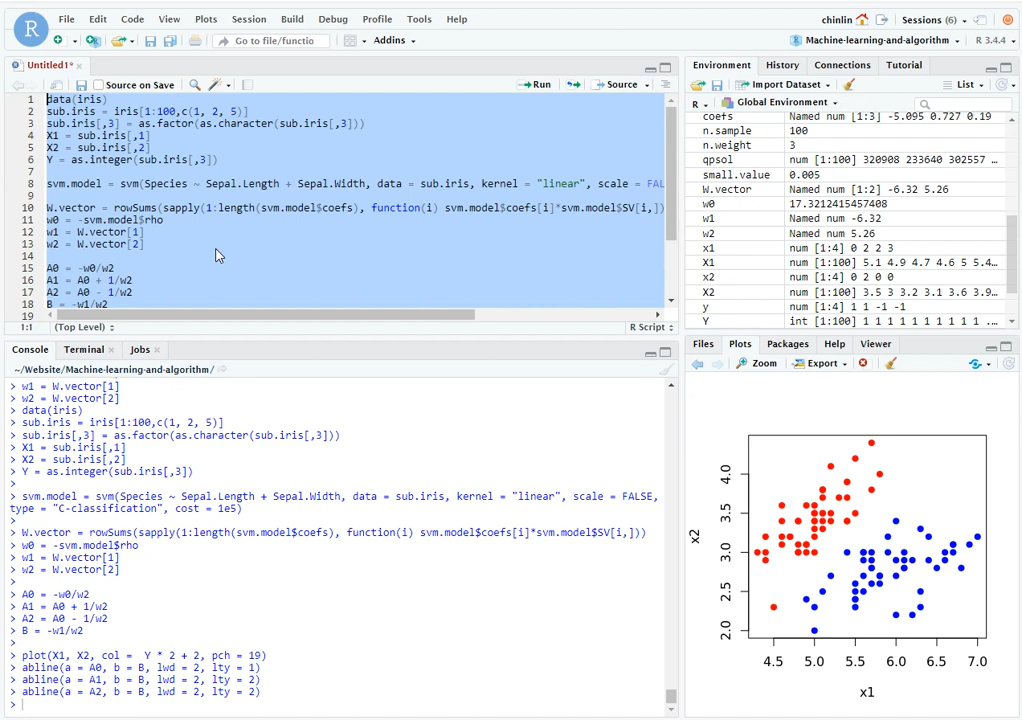 File Edit Code View Plots Session Build Debug Profile Tools Help
chinlin Sessions (6)
R
Go to file/functio Addins
Machine-learning-and-algorithm R 3.4.4
Untitled1*
Source on Save Run Source
1 data(iris)
2 sub.iris = iris[1:100,c(1, 2, 5)]
3 sub.iris[,3] = as.factor(as.character(sub.iris[,3]))
4 X1 = sub.iris[,1]
5 X2 = sub.iris[,2]
6 Y = as.integer(sub.iris[,3])
7
8 svm.model = svm(Species ~ Sepal.Length + Sepal.Width, data = sub.iris, kernel = "linear", scale = FAL
9
10 W.vector = rowSums(sapply(1:length(svm.model$coefs), function(i) svm.model$coefs[i]*svm.model$SV[i,])
11 w0 = -svm.model$rho
12 w1 = W.vector[1]
13 w2 = W.vector[2]
14
15 A0 = -w0/w2
16 A1 = A0 + 1/w2
17 A2 = A0 - 1/w2
18 B = -w1/w2
19
1:1 (Top Level) R Script
Console Terminal Jobs
~/Website/Machine-learning-and-algorithm/
> w1 = W.vector[1]
> w2 = W.vector[2]
> data(iris)
> sub.iris = iris[1:100,c(1, 2, 5)]
> sub.iris[,3] = as.factor(as.character(sub.iris[,3]))
> X1 = sub.iris[,1]
> X2 = sub.iris[,2]
> Y = as.integer(sub.iris[,3])
>
> svm.model = svm(Species ~ Sepal.Length + Sepal.Width, data = sub.iris, kernel = "linear", scale = FALSE,
type = "C-classification", cost = 1e5)
>
> W.vector = rowSums(sapply(1:length(svm.model$coefs), function(i) svm.model$coefs[i]*svm.model$SV[i,]))
> w0 = -svm.model$rho
> w1 = W.vector[1]
> w2 = W.vector[2]
>
> A0 = -w0/w2
> A1 = A0 + 1/w2
> A2 = A0 - 1/w2
> B = -w1/w2
>
> plot(X1, X2, col =  Y * 2 + 2, pch = 19)
> abline(a = A0, b = B, lwd = 2, lty = 1)
> abline(a = A1, b = B, lwd = 2, lty = 2)
> abline(a = A2, b = B, lwd = 2, lty = 2)
>
Environment History Connections Tutorial
Import Dataset List
R Global Environment
coefs Named num [1:3] -5.095 0.727 0.19
n.sample 100
n.weight 3
qpsol num [1:100] 320908 233640 302557 …
small.value 0.005
W.vector Named num [1:2] -6.32 5.26
w0 17.3212415457408
w1 Named num -6.32
w2 Named num 5.26
x1 num [1:4] 0 2 2 3
X1 num [1:100] 5.1 4.9 4.7 4.6 5 5.4…
x2 num [1:4] 0 2 0 0
X2 num [1:100] 3.5 3 3.2 3.1 3.6 3.9…
y num [1:4] 1 1 -1 -1
Y int [1:100] 1 1 1 1 1 1 1 1 1 1 ...
Files Plots Packages Help Viewer
Zoom Export
4.0
3.5
3.0
2.5
2.0
x2
4.5 5.0 5.5 6.0 6.5 7.0
x1